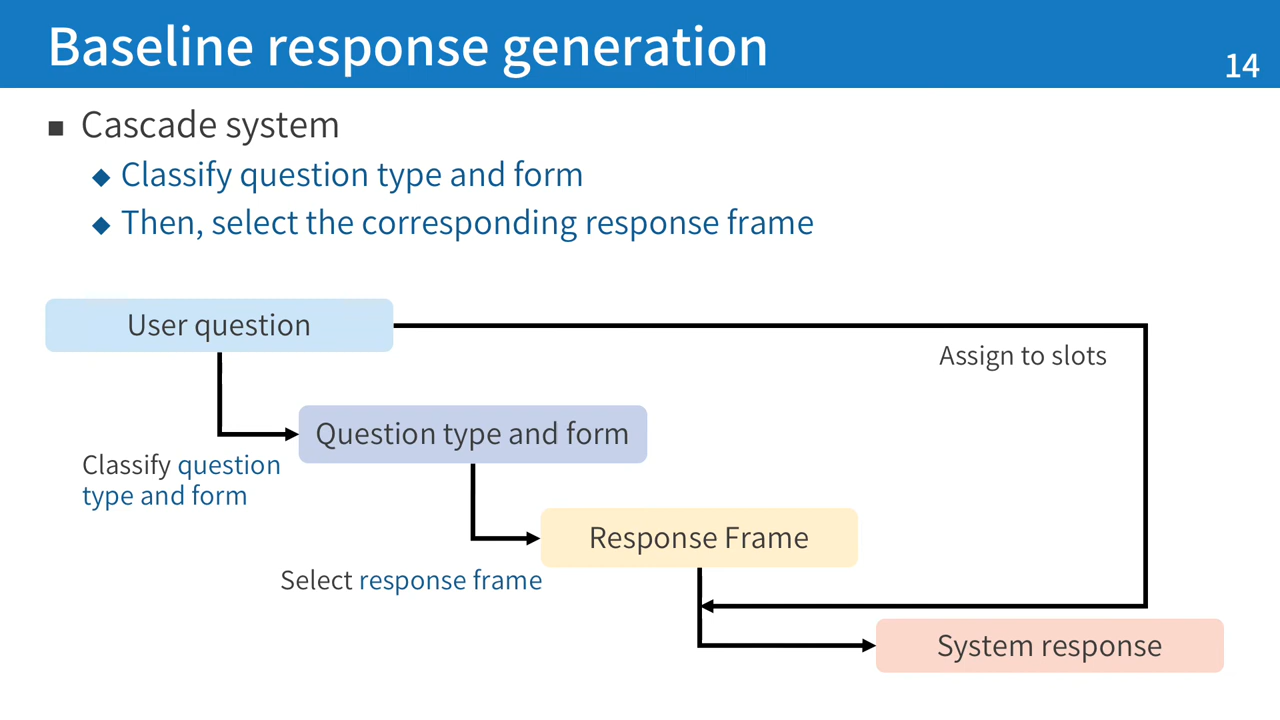 Baseline response generation
14
Cascade system
Classify question type and form
Then, select the corresponding response frame
User question
Assign to slots
Question type and form
Classify question
type and form
Response Frame
Select response frame
System response